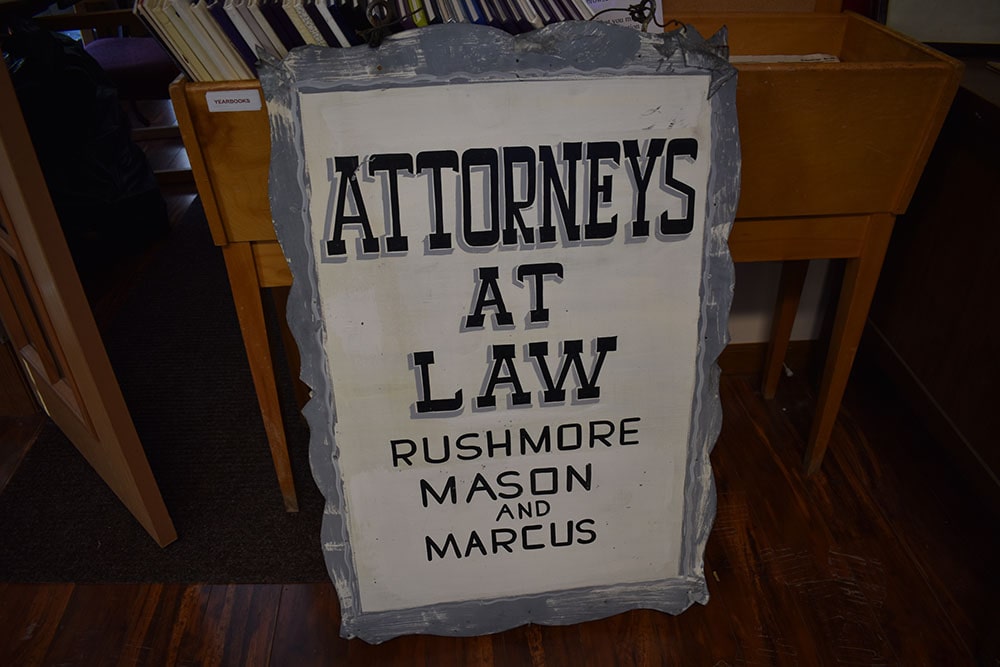 YEARBOOKS
ATTORNEYS
AT
LAW
RUSHMORE
MASON
AND
MARCUS